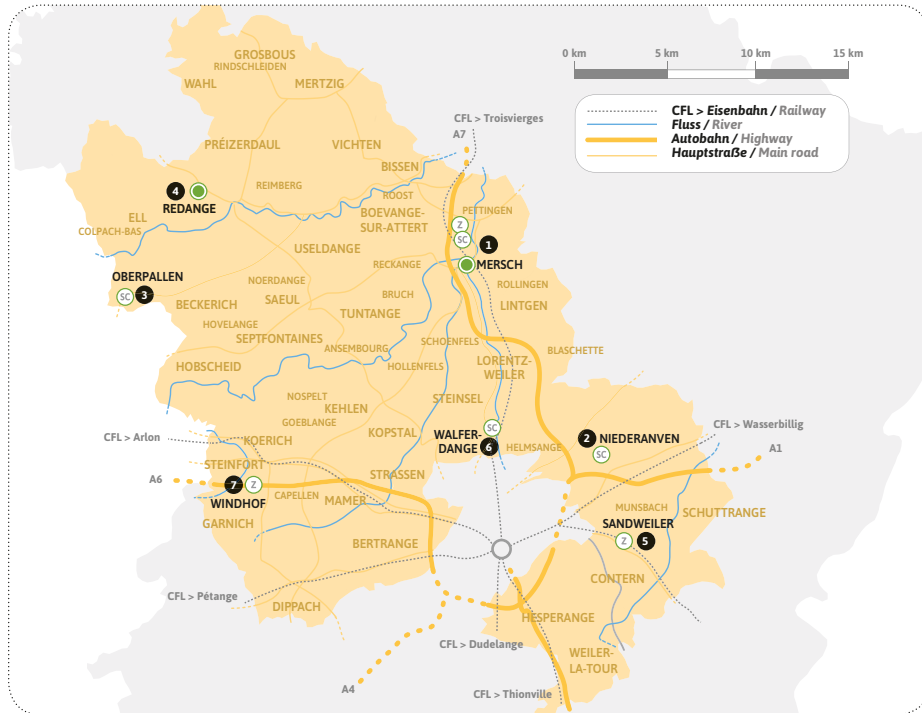 GROSBOUS
RINDSCHLEIDEN
WAHL
MERTZIG
0 km
5 km
10 km
15 km
CFL > Eisenbahn / Railway
Fluss / River
Autobahn / Highway
Hauptstraße / Main road
CFL > Troisvierges
A7
PRÉIZERDAUL
VICHTEN
BISSEN
REIMBERG
ROOST
4
REDANGE
BOEVANGE-
SUR-ATTERT
PETTINGEN
ELL
COLPACH-BAS
Z
SC
1
USELDANGE
MERSCH
RECKANGE
OBERPALLEN
SC
3
NOERDANGE
ROLLINGEN
BECKERICH
SAEUL
BRUCH
LINTGEN
TUNTANGE
HOVELANGE
SEPTFONTAINES
ANSEMBOURG
SCHOENFELS
BLASCHETTE
HOBSCHEID
HOLLENFELS
LORENTZ-
WEILER
NOSPELT
KEHLEN
STEINSEL
GOEBLANGE
CFL > Arlon
KOERICH
KOPSTAL
SC
WALFER-
DANGE
6
HELMSANGE
2
NIEDERANVEN
SC
CFL > Wasserbillig
A1
STEINFORT
A6
7
Z
WINDHOF
STRASSEN
CAPELLEN
MAMER
GARNICH
MUNSBACH
SCHUTTRANGE
SANDWEILER
Z
5
BERTRANGE
CONTERN
CFL > Pétange
DIPPACH
HESPERANGE
CFL > Dudelange
WEILER-
LA-TOUR
A4
CFL > Thionville